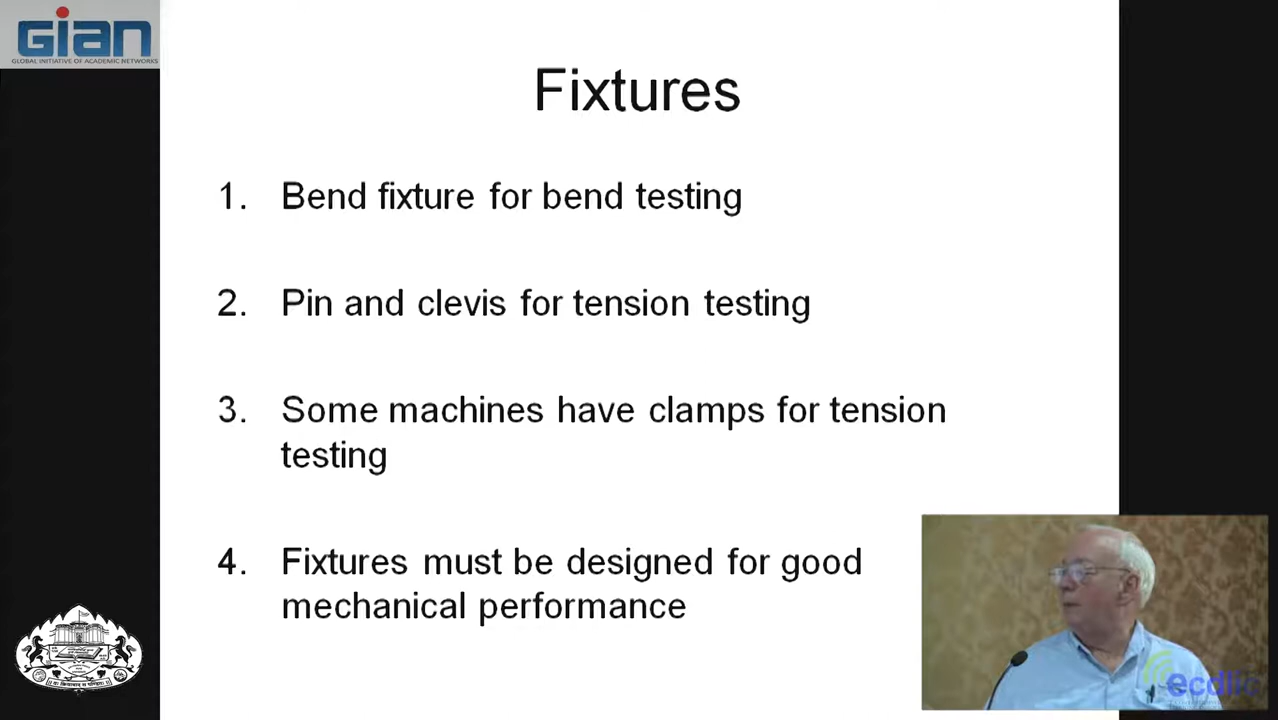 Gian
GLOBAL INITIATIVE OF ACADEMIC NETWORKS
Fixtures
1. Bend fixture for bend testing
2. Pin and clevis for tension testing
3. Some machines have clamps for tension
testing
4. Fixtures must be designed for good
mechanical performance
ecdlic